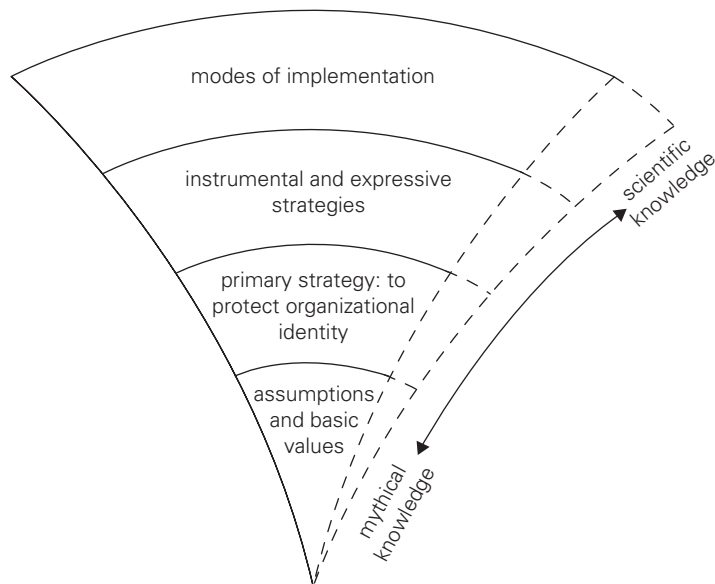 modes of implementation
instrumental and expressive
strategies
primary strategy: to
protect organizational
identity
assumptions
and basic
values
scientific
knowledge
mythical
knowledge